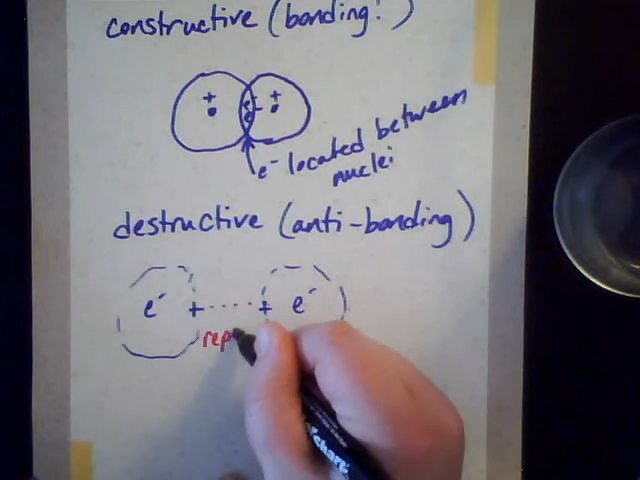 constructive (bonding!)
+ +
e⁻ located between
nuclei
destructive (anti-bonding)
e⁻ + ..... + e⁻
rep